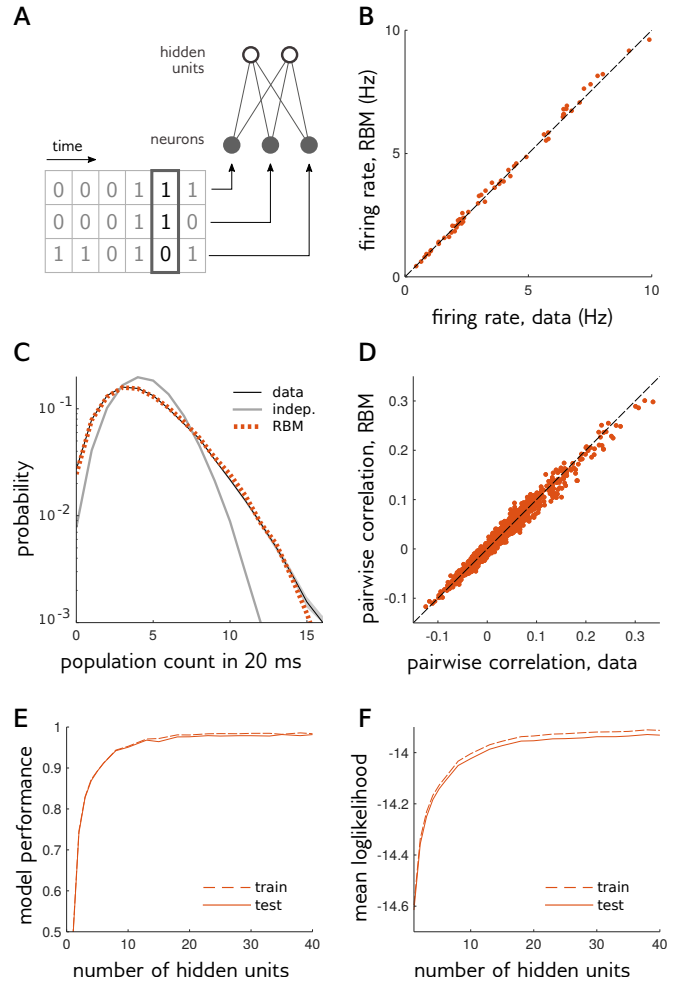 A
hidden
units
neurons
time
0 0 0 1 1 1
0 0 0 1 1 0
1 1 0 1 0 1
B
firing rate, RBM (Hz)
10
5
0
0 5 10
firing rate, data (Hz)
C
probability
10^-1
10^-2
10^-3
data
indep.
RBM
0 5 10 15
population count in 20 ms
D
pairwise correlation, RBM
0.3
0.2
0.1
0
-0.1
-0.1 0 0.1 0.2 0.3
pairwise correlation, data
E
model performance
1
0.9
0.8
0.7
0.6
0.5
train
test
0 10 20 30 40
number of hidden units
F
mean loglikelihood
-14
-14.2
-14.4
-14.6
train
test
10 20 30 40
number of hidden units